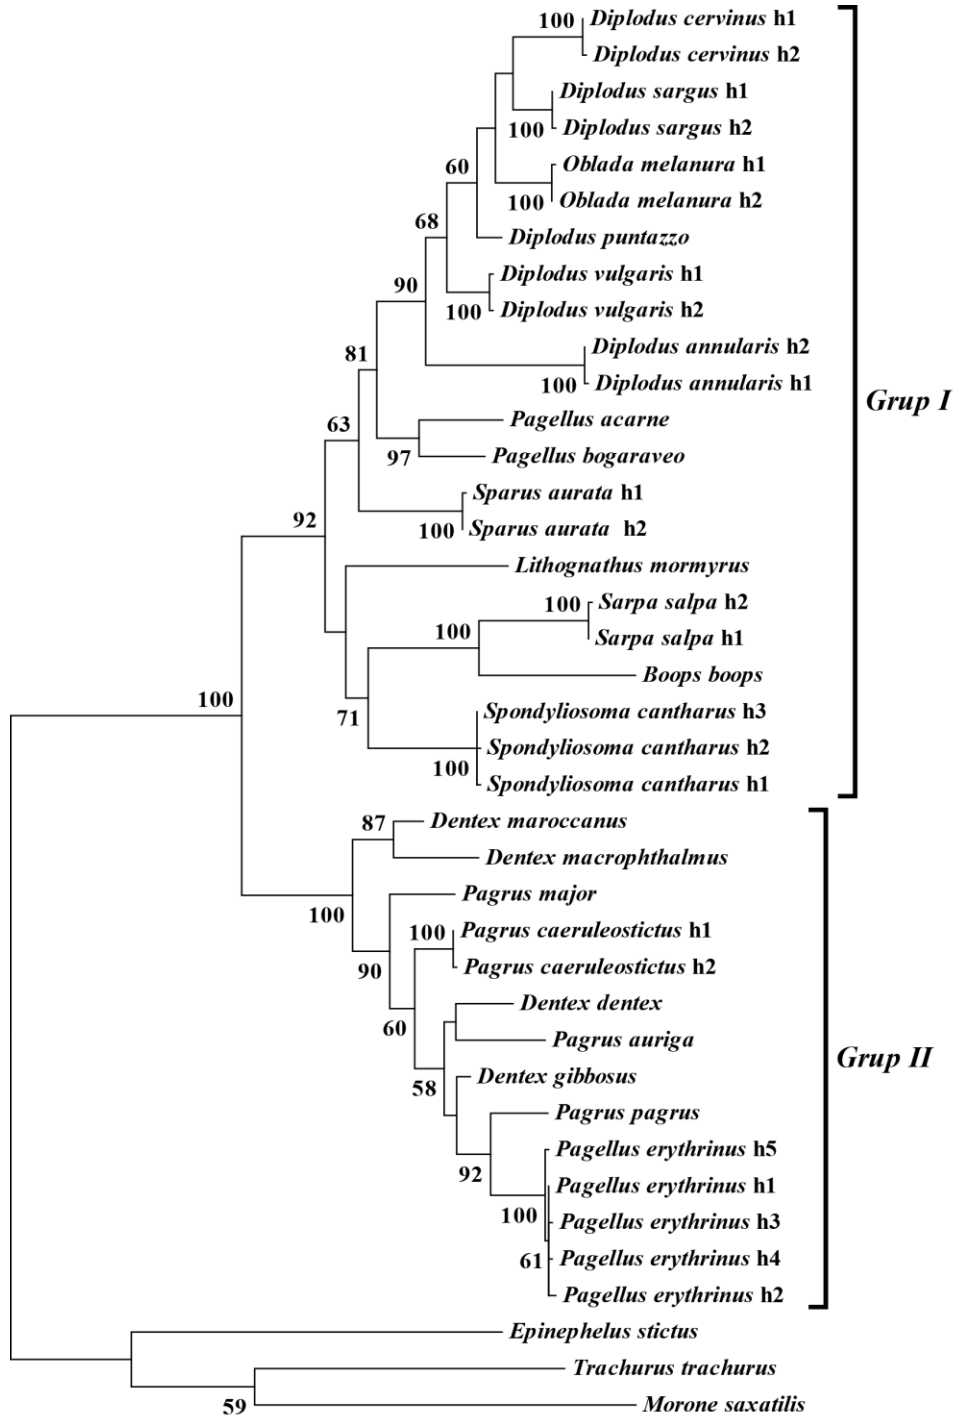 100 Diplodus cervinus h1
Diplodus cervinus h2
Diplodus sargus h1
100 Diplodus sargus h2
60 Oblada melanura h1
100 Oblada melanura h2
68 Diplodus puntazzo
90 Diplodus vulgaris h1
100 Diplodus vulgaris h2
81 Diplodus annularis h2
100 Diplodus annularis h1
Grup I
63 Pagellus acarne
97 Pagellus bogaraveo
92 Sparus aurata h1
100 Sparus aurata h2
Lithognathus mormyrus
100 Sarpa salpa h2
100 Sarpa salpa h1
Boops boops
100 71 Spondyliosoma cantharus h3
Spondyliosoma cantharus h2
100 Spondyliosoma cantharus h1
87 Dentex maroccanus
Dentex macrophthalmus
100 Pagrus major
100 Pagrus caeruleostictus h1
90 Pagrus caeruleostictus h2
Dentex dentex
60 Pagrus auriga
Grup II
58 Dentex gibbosus
Pagrus pagrus
92 Pagellus erythrinus h5
Pagellus erythrinus h1
100 Pagellus erythrinus h3
61 Pagellus erythrinus h4
Pagellus erythrinus h2
Epinephelus stictus
Trachurus trachurus
59 Morone saxatilis